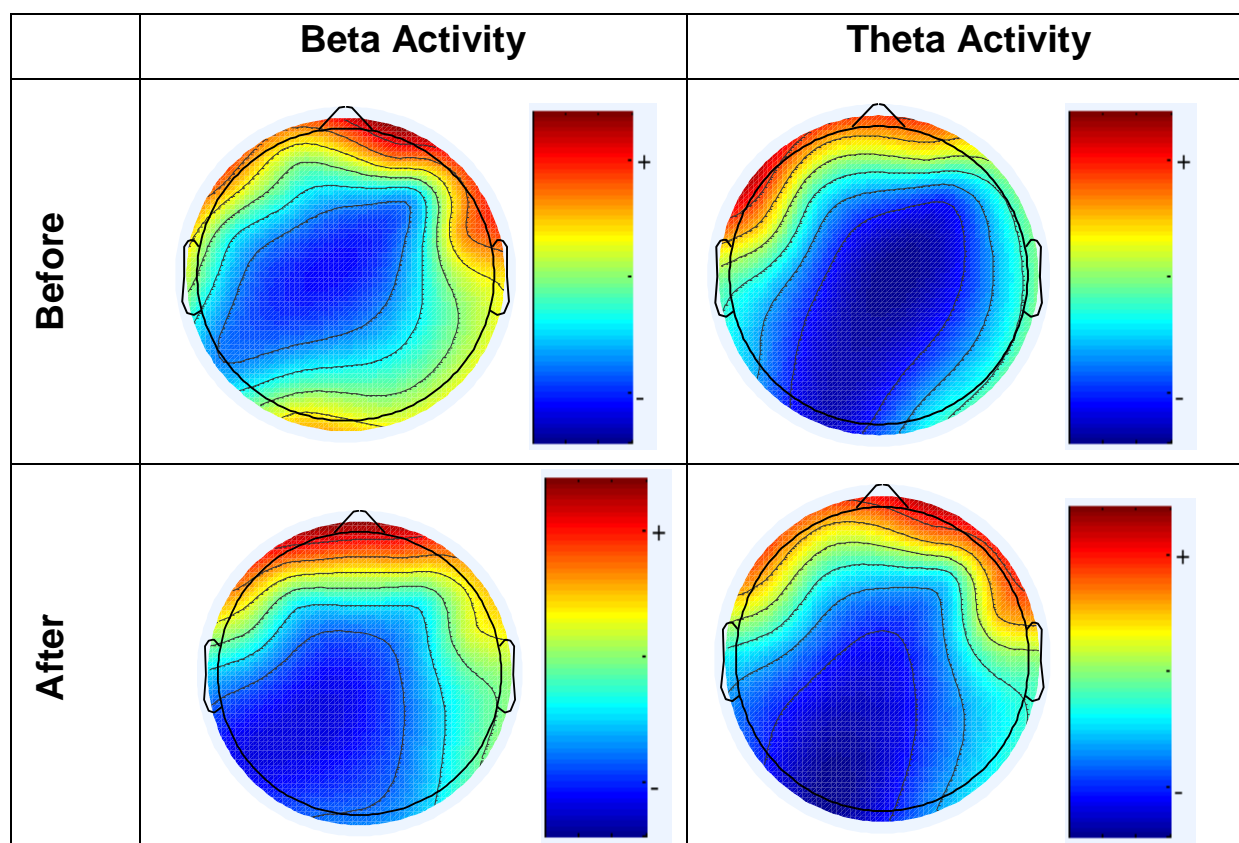 Beta Activity
Theta Activity
Before
+
-
+
-
After
+
-
+
-